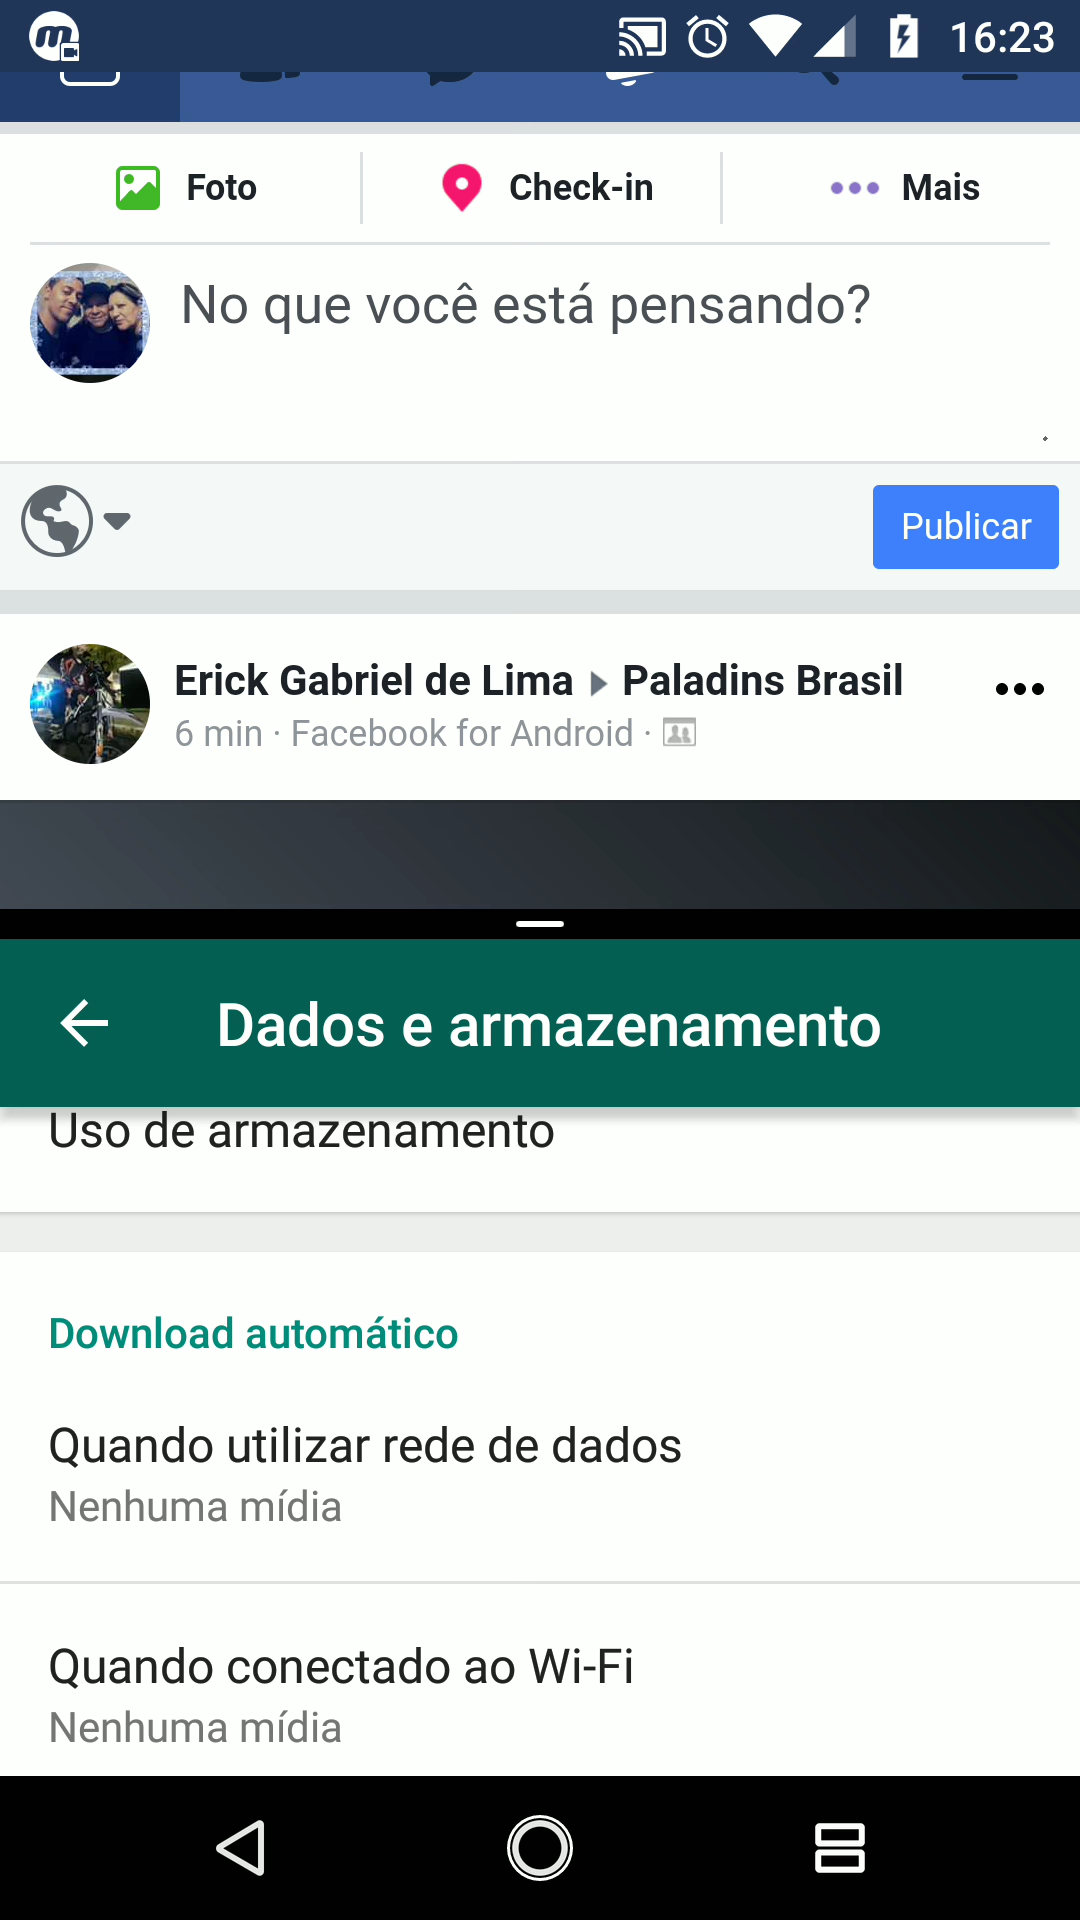 16:23
Foto
Check-in
Mais
No que você está pensando?
Publicar
Erick Gabriel de Lima ▸ Paladins Brasil
6 min · Facebook for Android ·
Dados e armazenamento
Uso de armazenamento
Download automático
Quando utilizar rede de dados
Nenhuma mídia
Quando conectado ao Wi-Fi
Nenhuma mídia